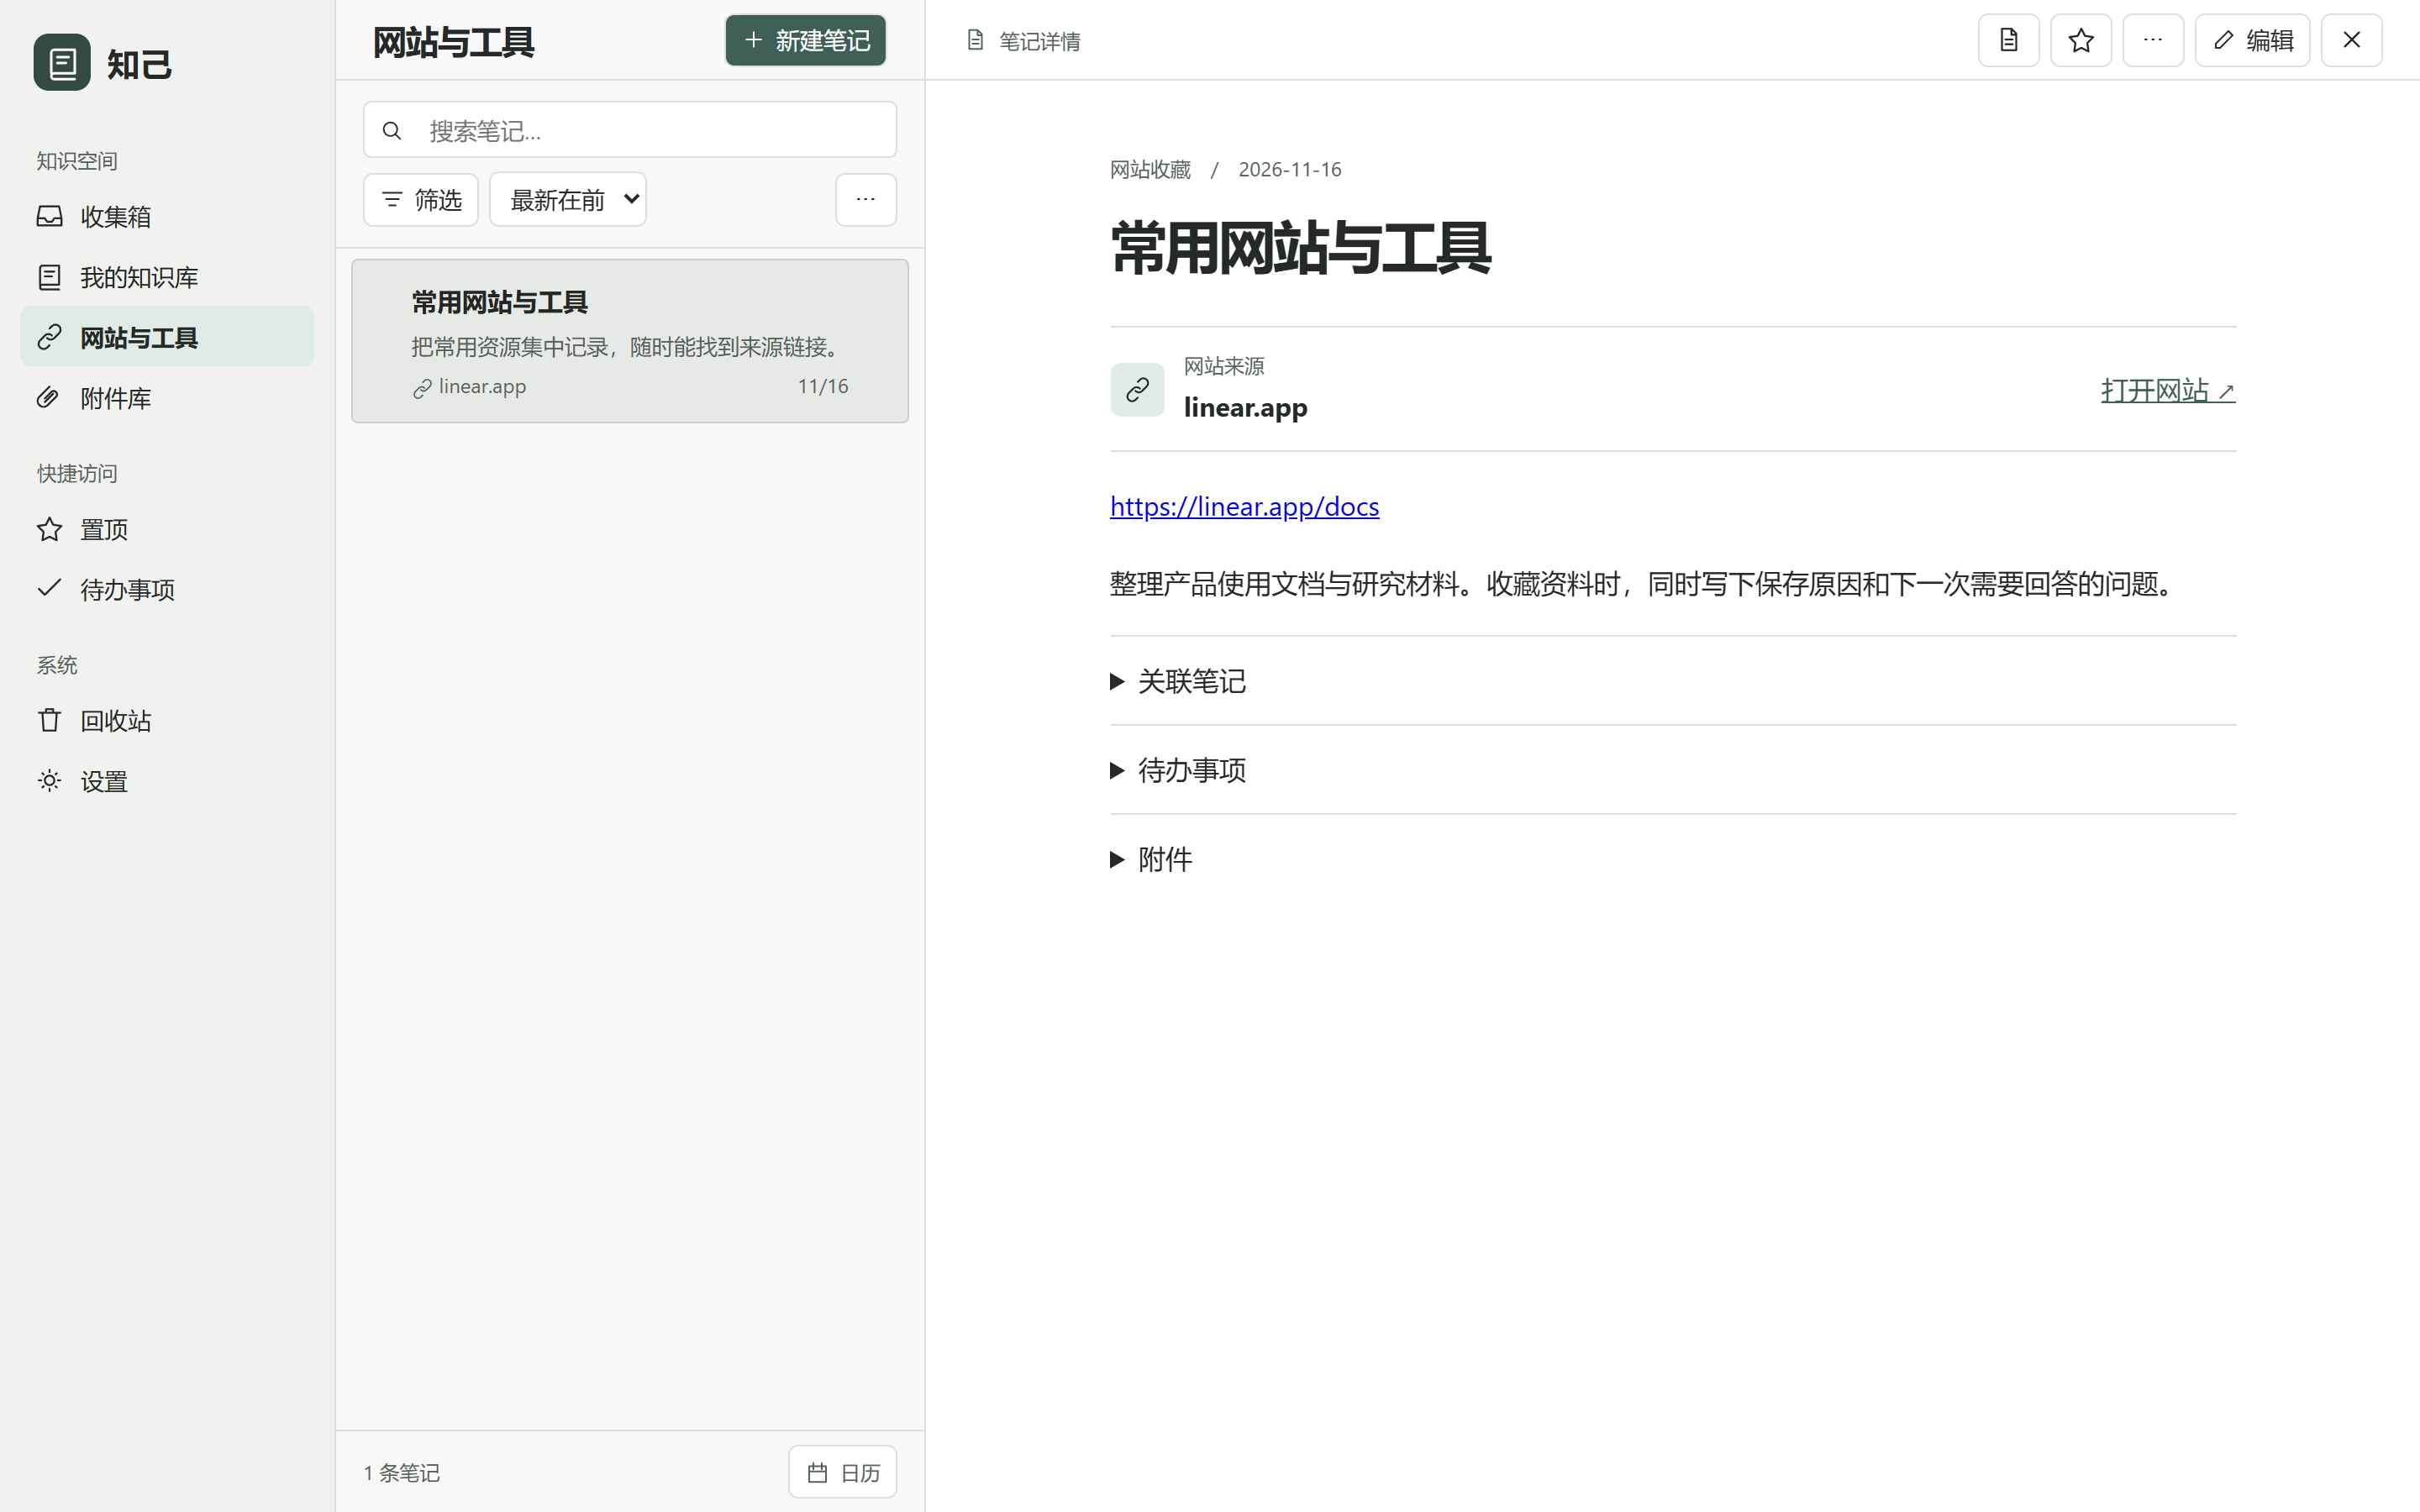 知己
知识空间
收集箱
我的知识库
网站与工具
附件库
快捷访问
置顶
待办事项
系统
回收站
设置
网站与工具
新建笔记
搜索笔记...
筛选
最新在前
...
常用网站与工具
把常用资源集中记录，随时能找到来源链接。
linear.app 11/16
1 条笔记
日历
笔记详情
...
编辑
网站收藏 / 2026-11-16
常用网站与工具
网站来源
linear.app
打开网站 ↗
https://linear.app/docs
整理产品使用文档与研究材料。收藏资料时，同时写下保存原因和下一次需要回答的问题。
关联笔记
待办事项
附件